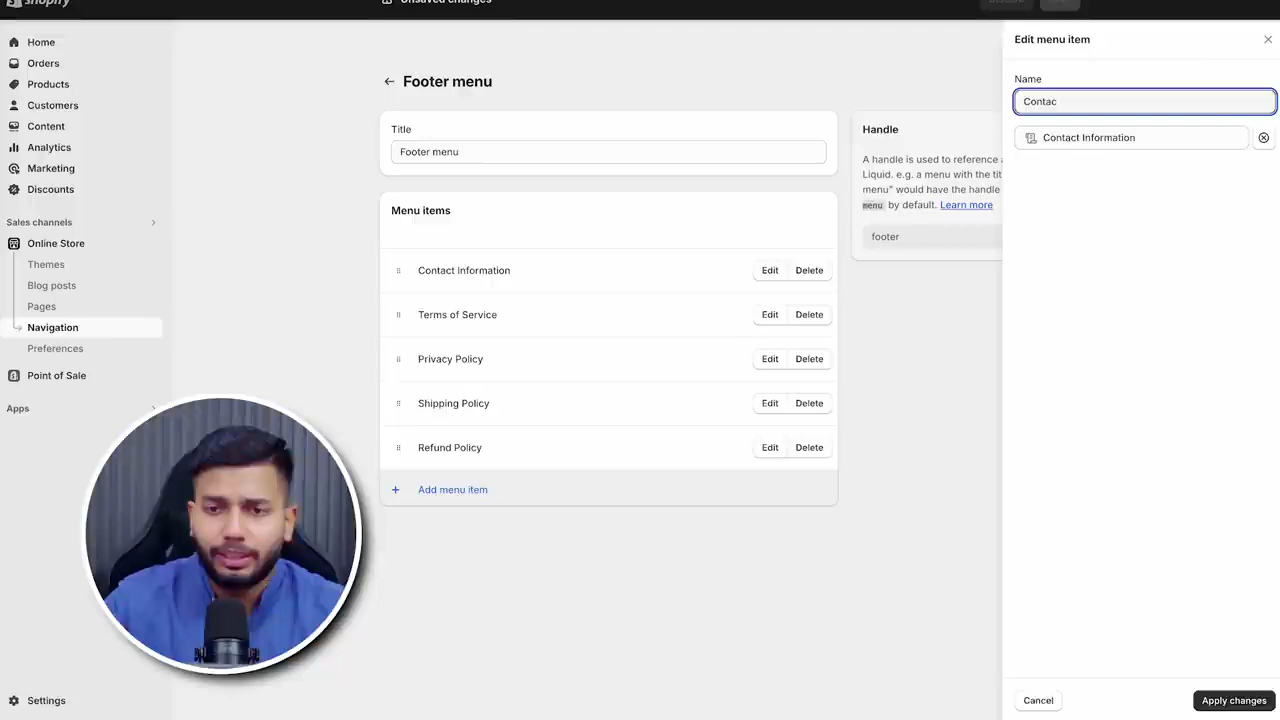 shopify
Unsaved changes
Home
Orders
Products
Customers
Content
Analytics
Marketing
Discounts
Sales channels
Online Store
Themes
Blog posts
Pages
Navigation
Preferences
Point of Sale
Apps
Settings
Footer menu
Title
Footer menu
Menu items
Contact Information Edit Delete
Terms of Service Edit Delete
Privacy Policy Edit Delete
Shipping Policy Edit Delete
Refund Policy Edit Delete
+ Add menu item
Handle
A handle is used to reference
Liquid. e.g. a menu with the tit
menu" would have the handle
menu by default. Learn more
footer
Edit menu item
Name
Contac
Contact Information
Cancel
Apply changes